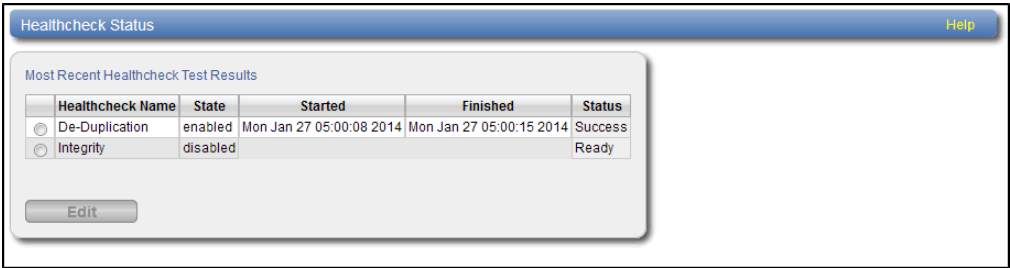 Healthcheck Status Help
Most Recent Healthcheck Test Results
Healthcheck Name State Started Finished Status
De-Duplication enabled Mon Jan 27 05:00:08 2014 Mon Jan 27 05:00:15 2014 Success
Integrity disabled Ready
Edit